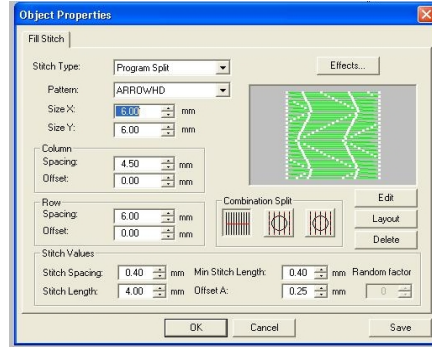 Object Properties
Fill Stitch
Stitch Type: Program Split Effects...
Pattern: ARROWHD
Size X: 6.00 mm
Size Y: 6.00 mm
Column
Spacing: 4.50 mm
Offset: 0.00 mm
Row
Spacing: 6.00 mm
Offset: 0.00 mm
Combination Split
Edit
Layout
Delete
Stitch Values
Stitch Spacing: 0.40 mm Min Stitch Length: 0.40 mm Random factor
Stitch Length: 4.00 mm Offset A: 0.25 mm 0
OK Cancel Save